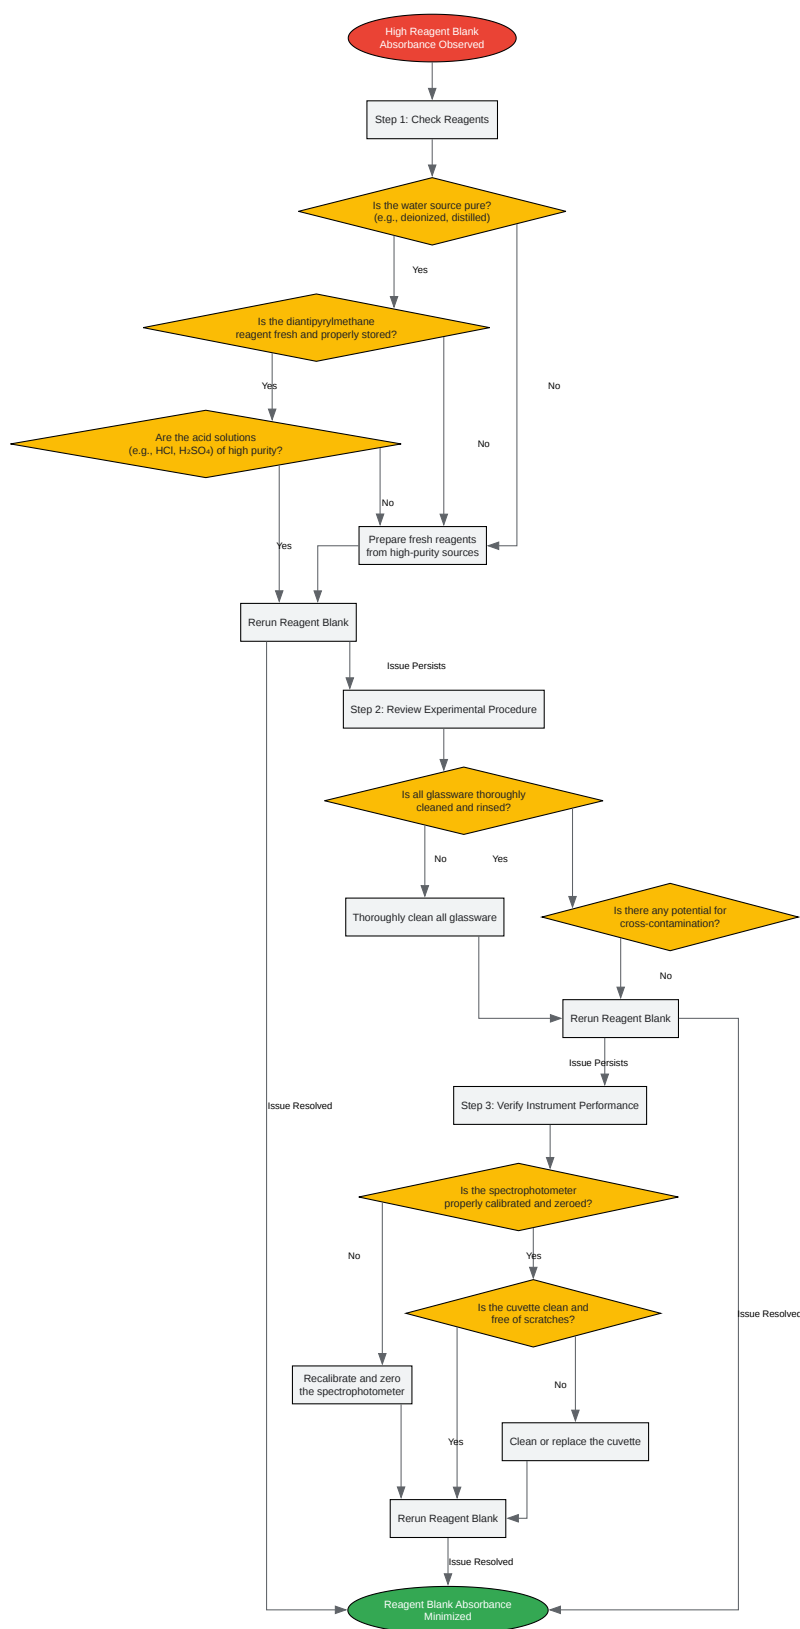 High Reagent Blank
Absorbance Observed
Step 1: Check Reagents
Is the water source pure?
(e.g., deionized, distilled)
Yes
Is the diantipyrylmethane
reagent fresh and properly stored?
Yes
No
Are the acid solutions
(e.g., HCl, H₂SO₄) of high purity?
No
No
Yes
Prepare fresh reagents
from high-purity sources
Rerun Reagent Blank
Issue Persists
Step 2: Review Experimental Procedure
Is all glassware thoroughly
cleaned and rinsed?
No
Yes
Thoroughly clean all glassware
Is there any potential for
cross-contamination?
No
Rerun Reagent Blank
Issue Persists
Step 3: Verify Instrument Performance
Issue Resolved
Is the spectrophotometer
properly calibrated and zeroed?
No
Yes
Is the cuvette clean and
free of scratches?
Issue Resolved
Recalibrate and zero
the spectrophotometer
No
Yes
Clean or replace the cuvette
Rerun Reagent Blank
Issue Resolved
Reagent Blank Absorbance
Minimized